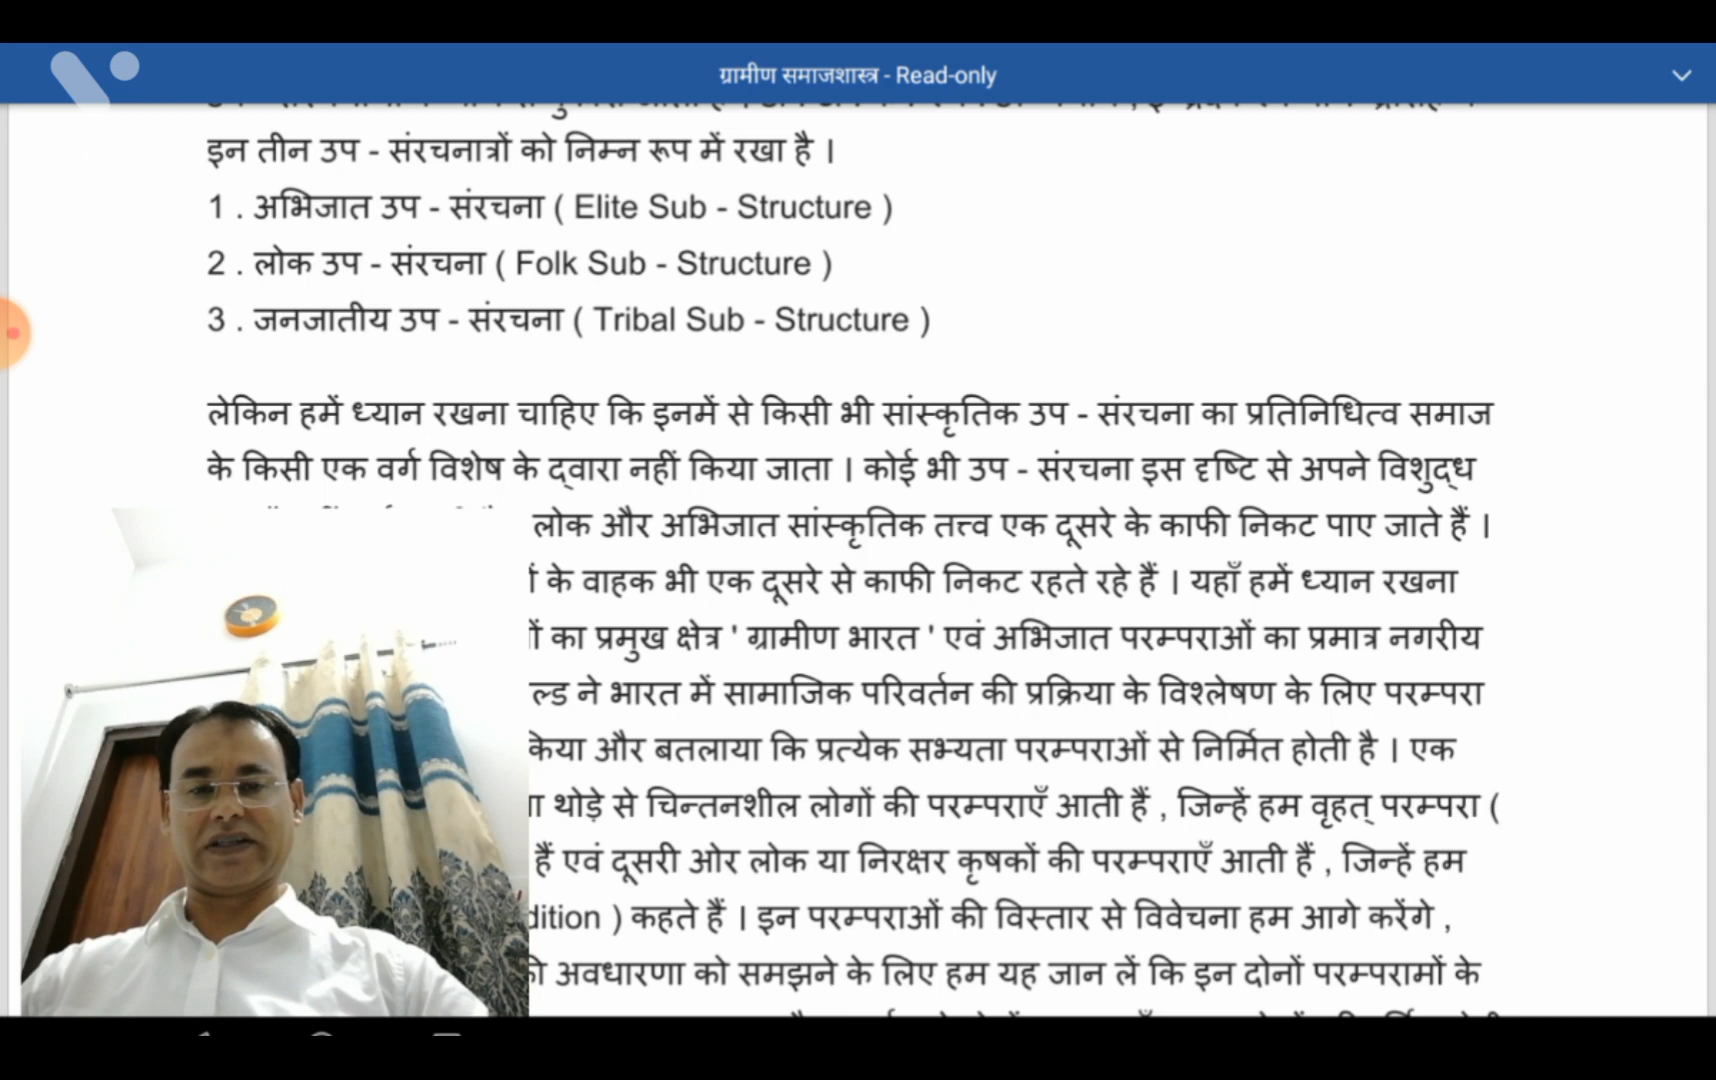 ग्रामीण समाजशास्त्र - Read-only
इन तीन उप - संरचनात्रों को निम्न रूप में रखा है ।
1 . अभिजात उप - संरचना ( Elite Sub - Structure )
2 . लोक उप - संरचना ( Folk Sub - Structure )
3 . जनजातीय उप - संरचना ( Tribal Sub - Structure )
लेकिन हमें ध्यान रखना चाहिए कि इनमें से किसी भी सांस्कृतिक उप - संरचना का प्रतिनिधित्व समाज
के किसी एक वर्ग विशेष के द्वारा नहीं किया जाता । कोई भी उप - संरचना इस दृष्टि से अपने विशुद्ध
लोक और अभिजात सांस्कृतिक तत्त्व एक दूसरे के काफी निकट पाए जाते हैं ।
के वाहक भी एक दूसरे से काफी निकट रहते रहे हैं । यहाँ हमें ध्यान रखना
का प्रमुख क्षेत्र ' ग्रामीण भारत ' एवं अभिजात परम्पराओं का प्रमात्र नगरीय
ल्ड ने भारत में सामाजिक परिवर्तन की प्रक्रिया के विश्लेषण के लिए परम्परा
किया और बतलाया कि प्रत्येक सभ्यता परम्पराओं से निर्मित होती है । एक
थोड़े से चिन्तनशील लोगों की परम्पराएँ आती हैं , जिन्हें हम वृहत् परम्परा (
हैं एवं दूसरी ओर लोक या निरक्षर कृषकों की परम्पराएँ आती हैं , जिन्हें हम
dition ) कहते हैं । इन परम्पराओं की विस्तार से विवेचना हम आगे करेंगे ,
अवधारणा को समझने के लिए हम यह जान लें कि इन दोनों परम्परामों के